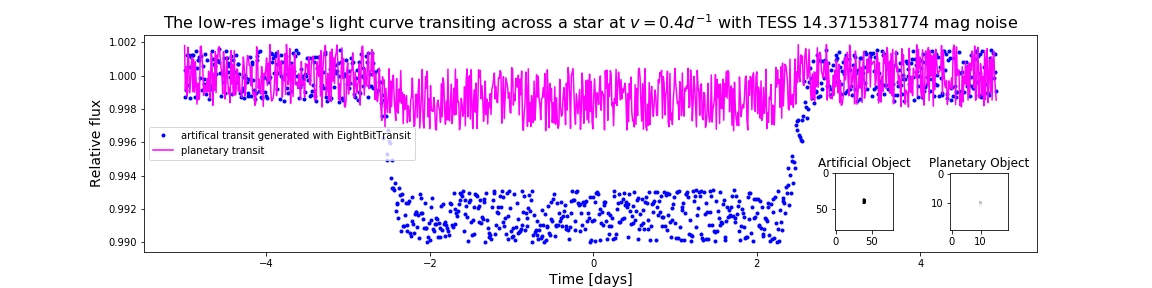 The low-res image's light curve transiting across a star at v = 0.4d⁻¹ with TESS 14.3715381774 mag noise
1.002
1.000
0.998
0.996
0.994
0.992
0.990
Relative flux
artifical transit generated with EightBitTransit
planetary transit
Artificial Object
0
50
0 50
Planetary Object
0
10
0 10
−4 −2 0 2 4
Time [days]